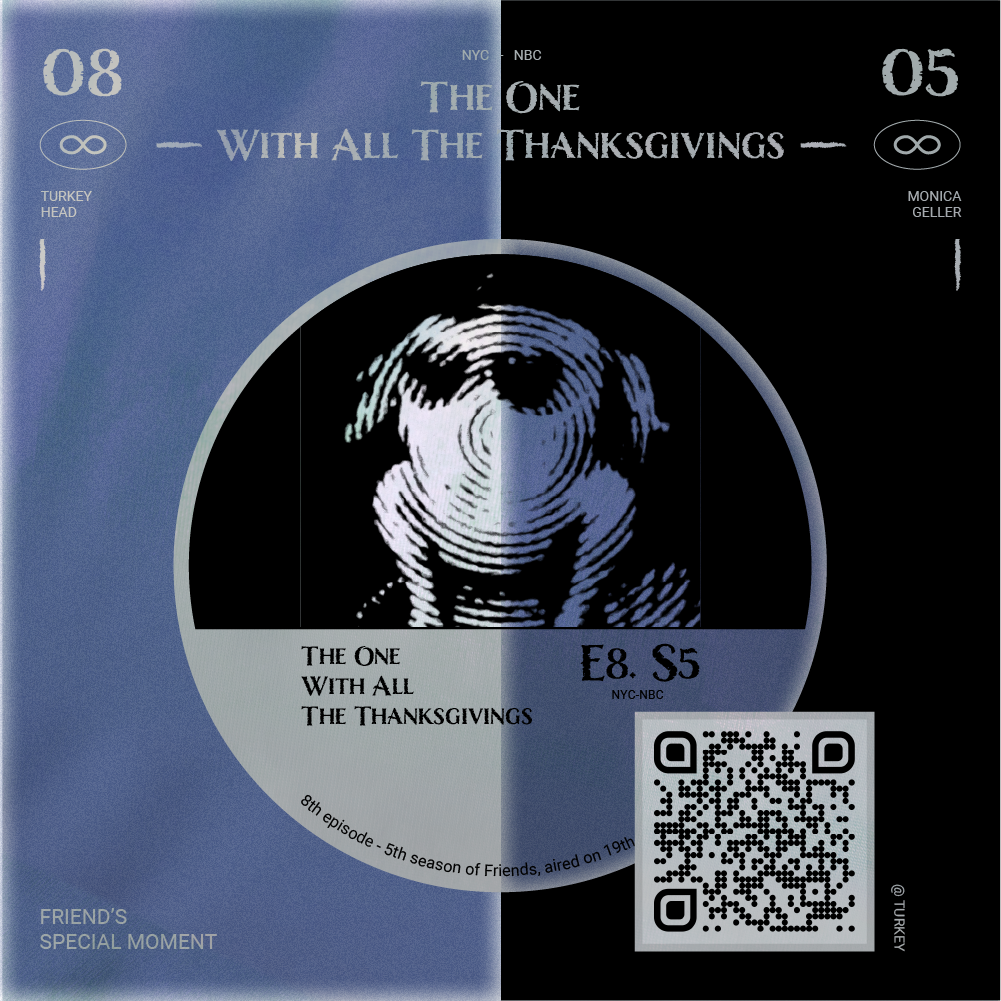 NYC - NBC
08
05
The One
With All The Thanksgivings
TURKEY
HEAD
MONICA
GELLER
The One
With All
The Thanksgivings
E8. S5
NYC-NBC
8th episode - 5th season of Friends, aired on 19th
FRIEND'S
SPECIAL MOMENT
@ TURKEY